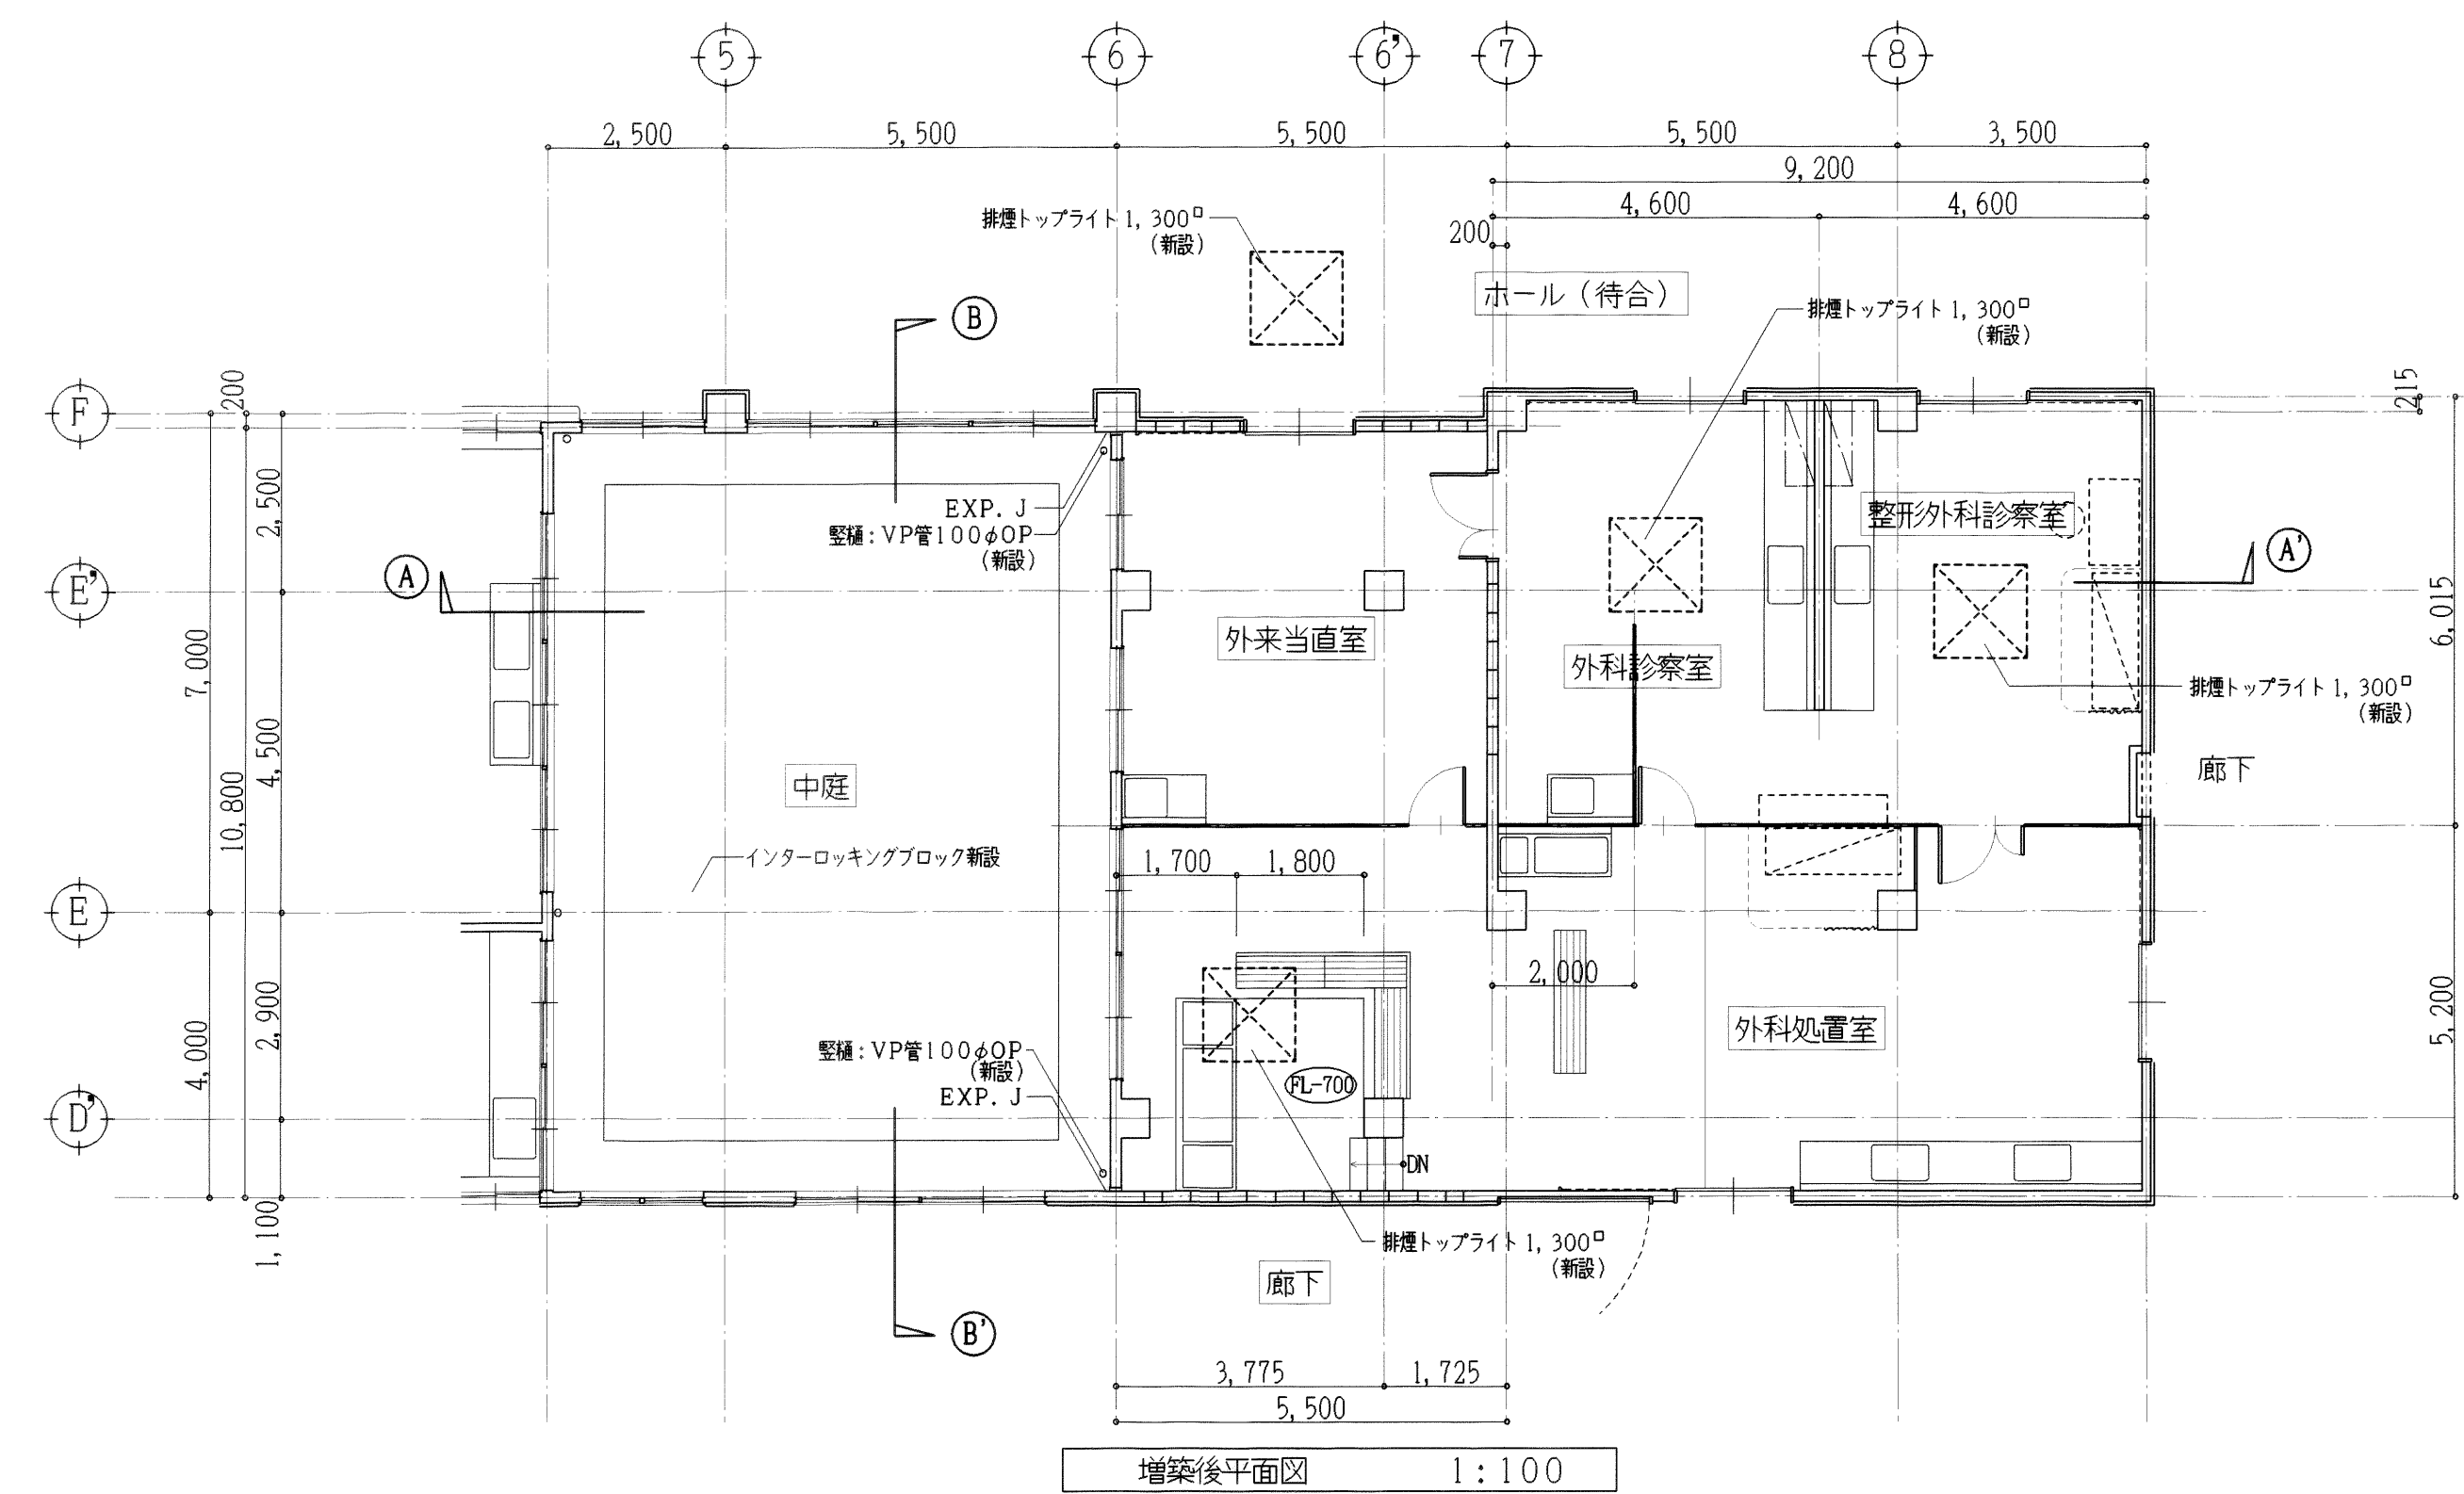 5
6
6'
7
8
2,500
5,500
5,500
5,500
3,500
9,200
4,600
4,600
200
排煙トップライト 1,300□
(新設)
ホール(待合)
排煙トップライト 1,300□
(新設)
B
F
200
215
2,500
EXP. J
竪樋:VP管100φOP
(新設)
整形外科診察室
A
A'
E'
7,000
外来当直室
外科診察室
6,015
排煙トップライト 1,300□
(新設)
4,500
10,800
中庭
廊下
インターロッキングブロック新設
1,700
1,800
E
2,000
2,900
4,000
外科処置室
5,200
竪樋:VP管100φOP
(新設)
EXP. J
FL-700
D'
DN
1,100
排煙トップライト 1,300□
(新設)
廊下
B'
3,775
1,725
5,500
増築後平面図 1:100